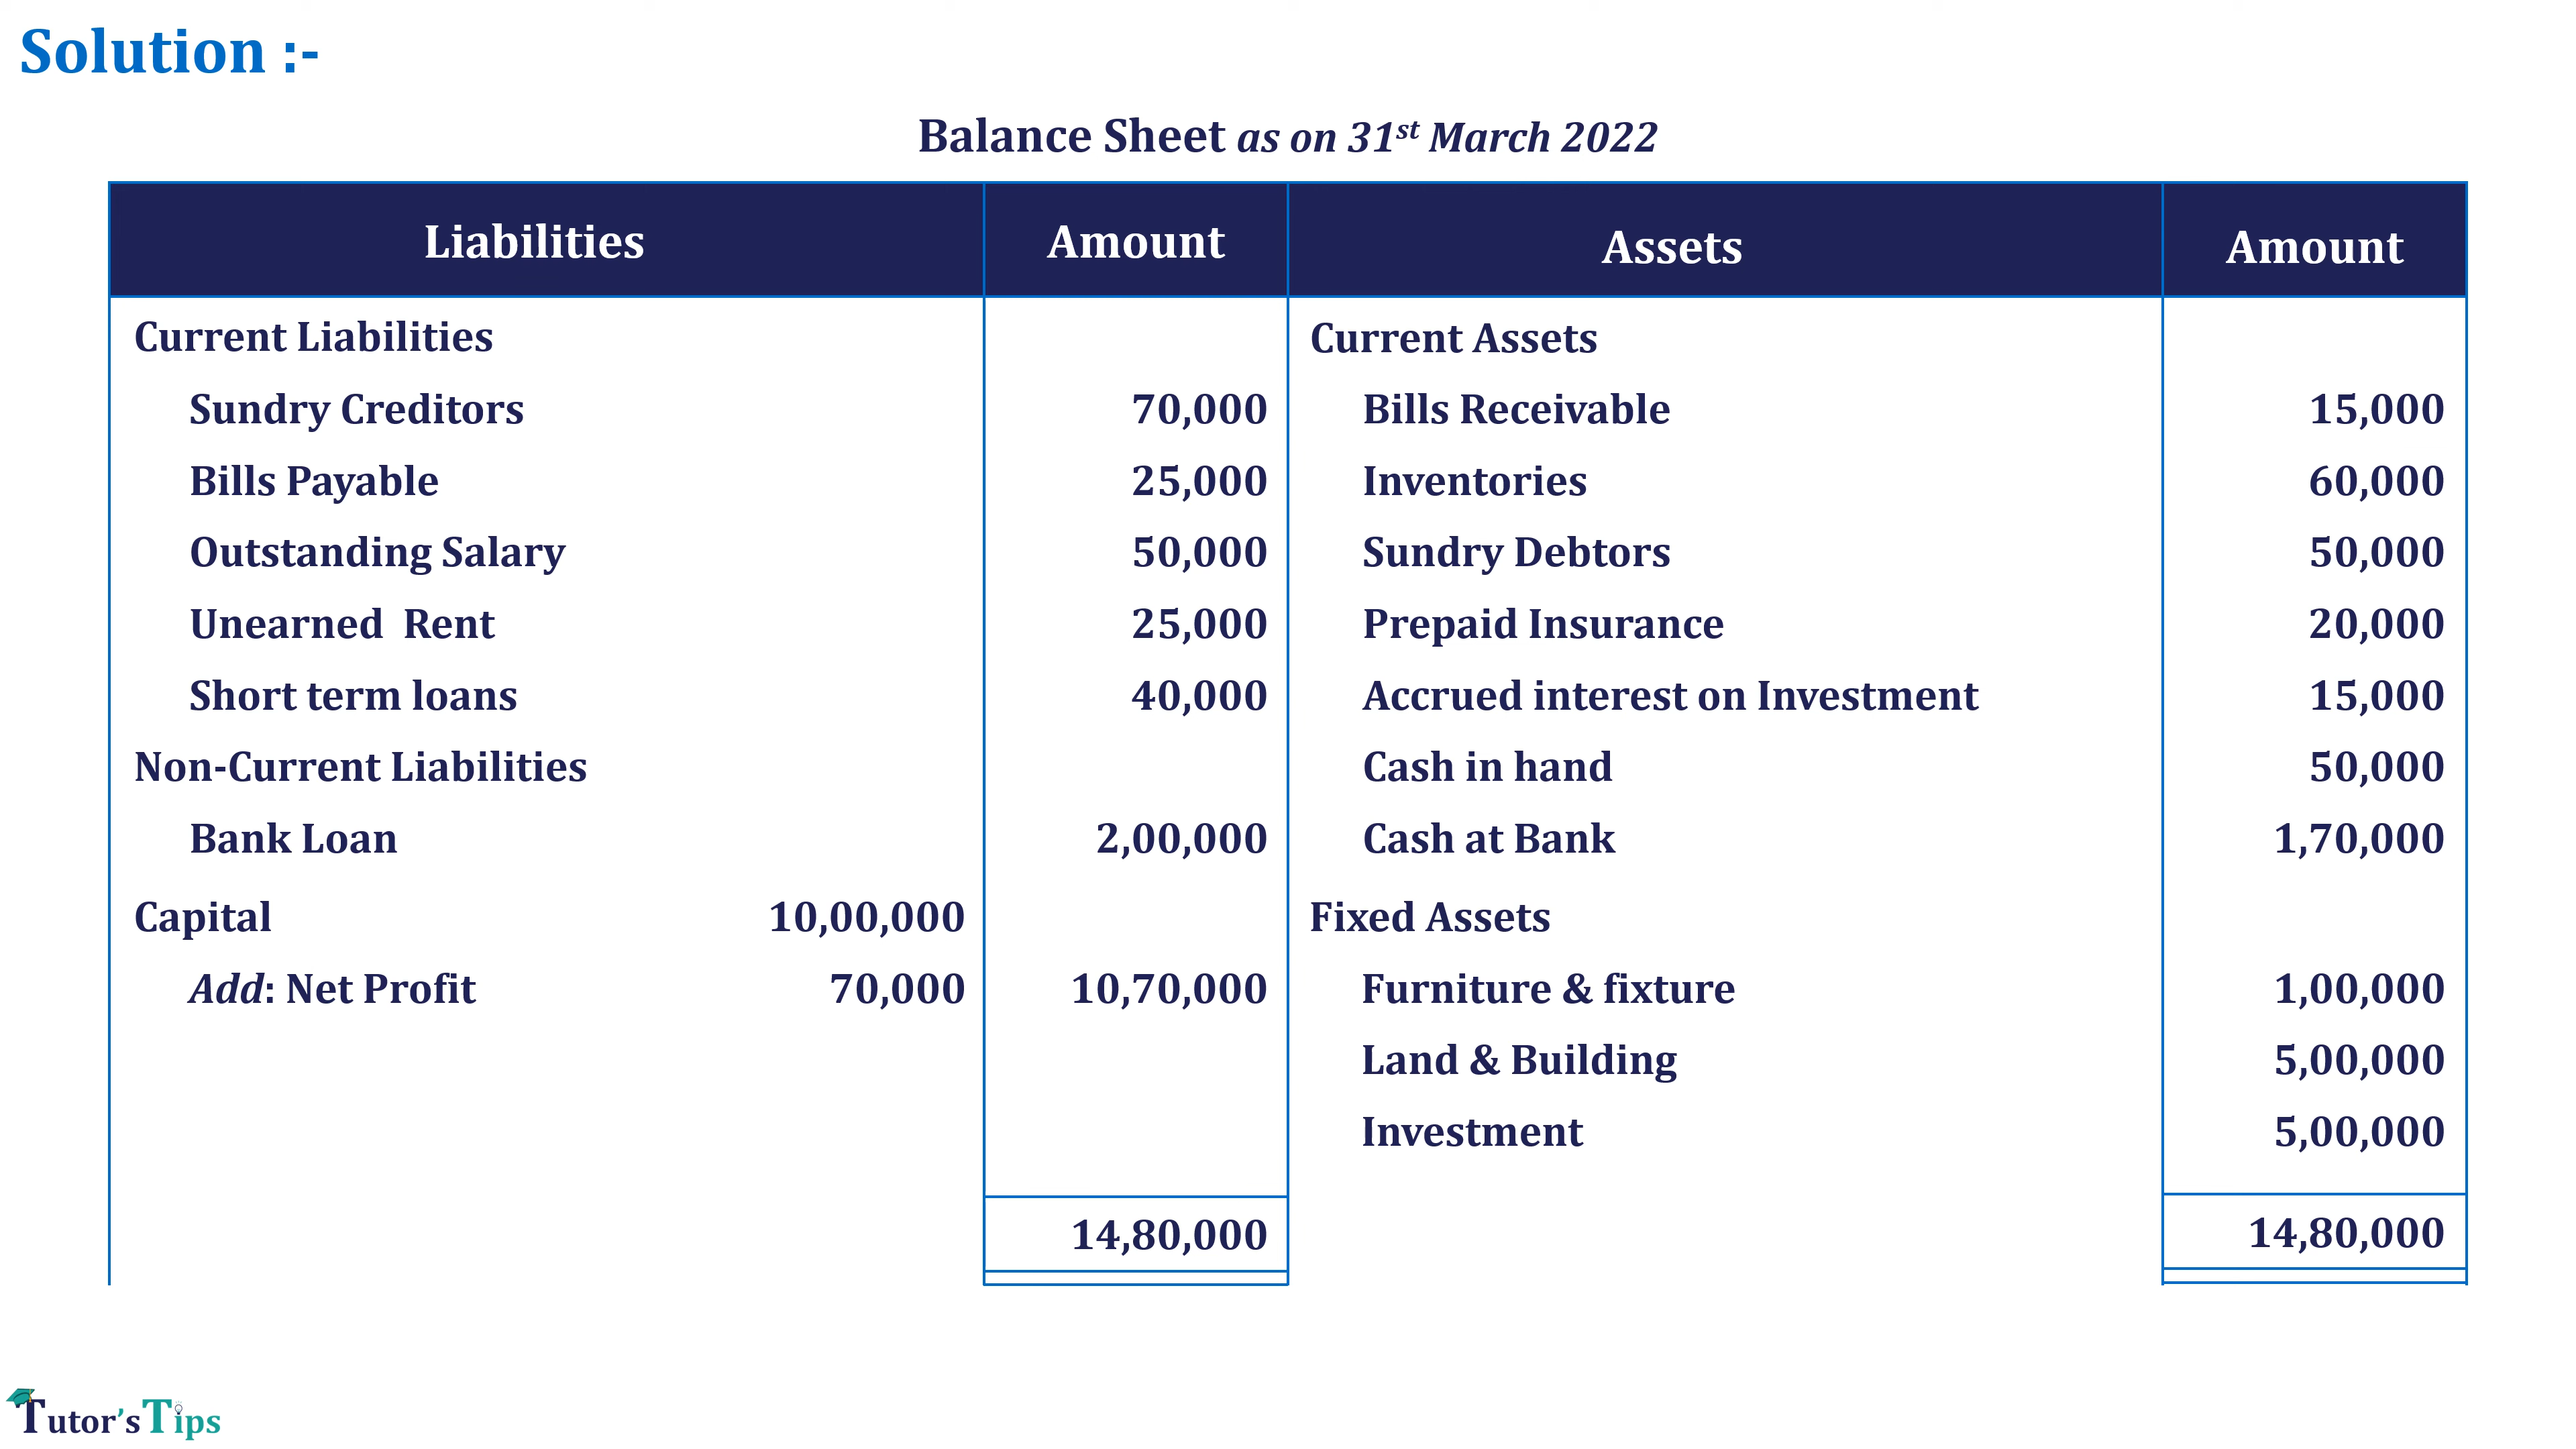 Solution :-
Balance Sheet as on 31st March 2022
Liabilities Amount Assets Amount
Current Liabilities Current Assets
Sundry Creditors 70,000 Bills Receivable 15,000
Bills Payable 25,000 Inventories 60,000
Outstanding Salary 50,000 Sundry Debtors 50,000
Unearned Rent 25,000 Prepaid Insurance 20,000
Short term loans 40,000 Accrued interest on Investment 15,000
Non-Current Liabilities Cash in hand 50,000
Bank Loan 2,00,000 Cash at Bank 1,70,000
Capital 10,00,000 Fixed Assets
Add: Net Profit 70,000 10,70,000 Furniture & fixture 1,00,000
Land & Building 5,00,000
Investment 5,00,000
14,80,000 14,80,000
Tutor'sTips